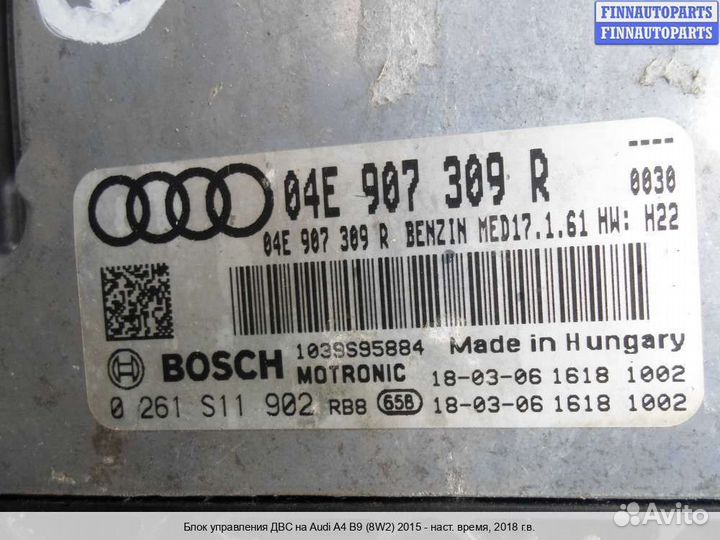 FINNAUTOPARTS
FINNAUTOPARTS
----
04E 907 309 R 0030
04E 907 309 R BENZIN MED17.1.61 HW: H22
BOSCH 1039S95884 Made in Hungary
MOTRONIC 18-03-06 1618 1002
0 261 S11 902 RB8 65B 18-03-06 1618 1002
Avito
Блок управления ДВС на Audi A4 B9 (8W2) 2015 - наст. время, 2018 г.в.